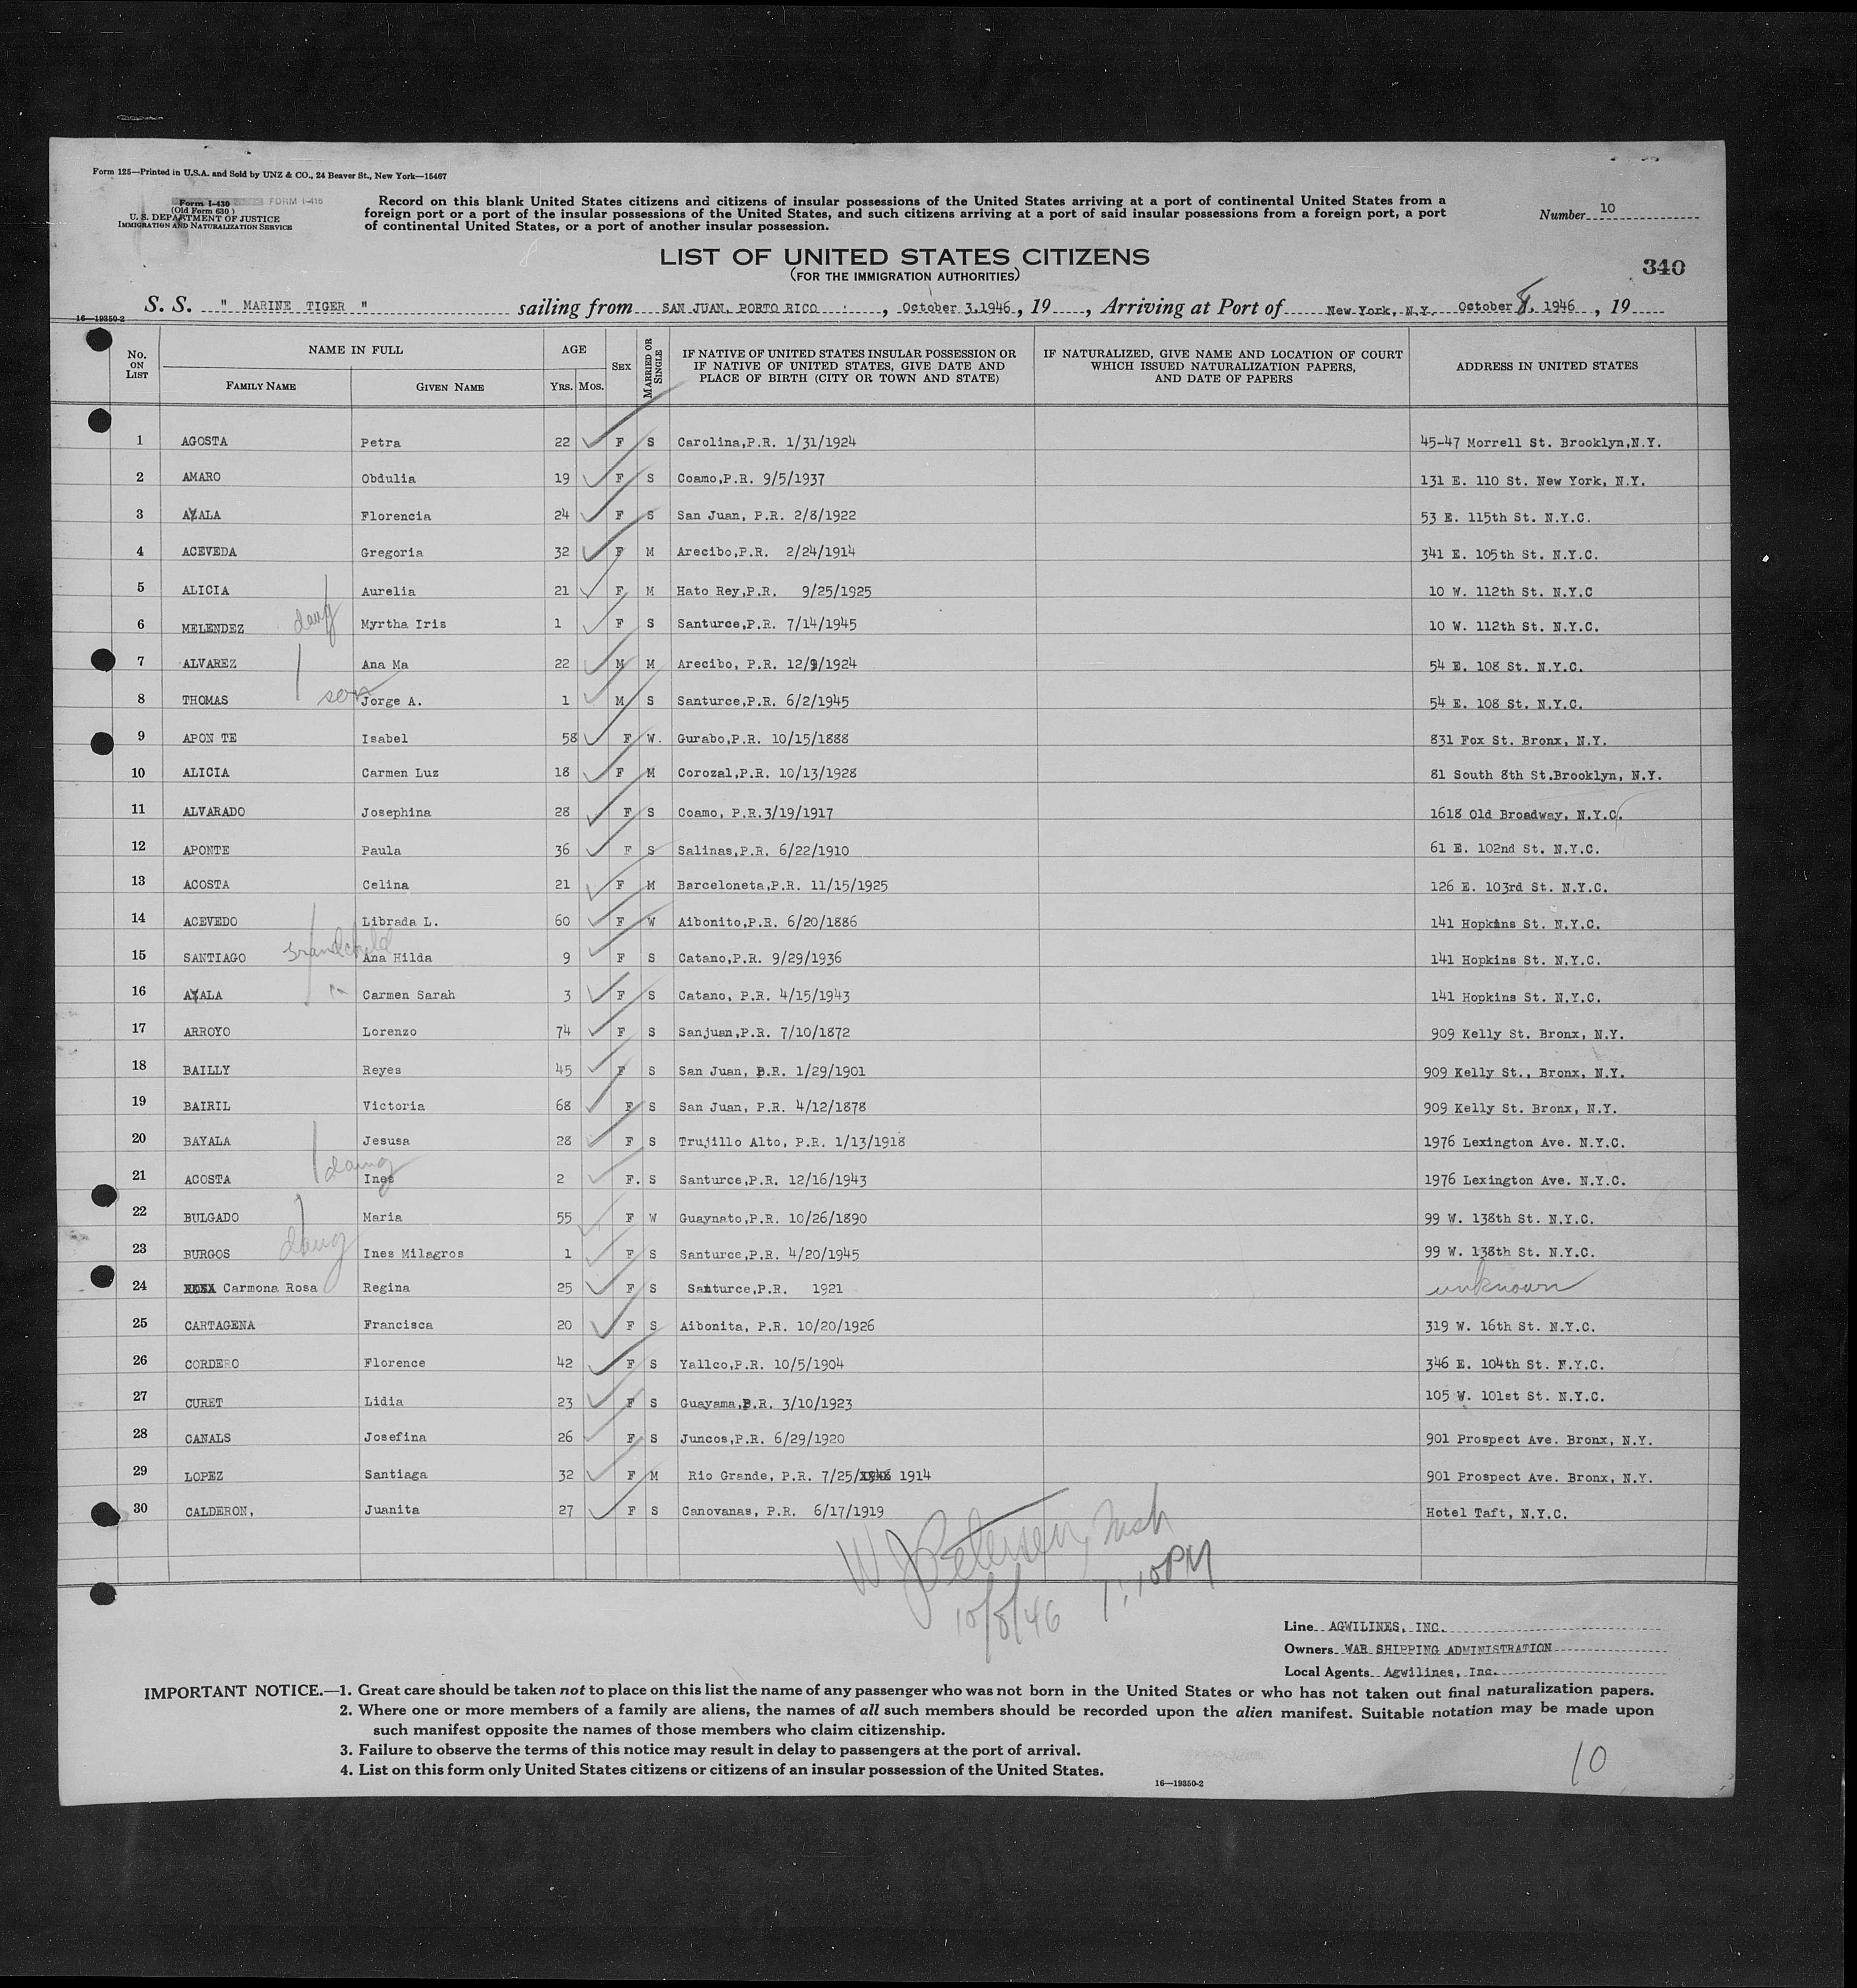 Form 125—Printed in U.S.A. and Sold by UNZ & CO., 24 Beaver St., New York—15467
Form I-430 FORM I-416
(Old Form 630)
U. S. DEPARTMENT OF JUSTICE
IMMIGRATION AND NATURALIZATION SERVICE
Record on this blank United States citizens and citizens of insular possessions of the United States arriving at a port of continental United States from a
foreign port or a port of the insular possessions of the United States, and such citizens arriving at a port of said insular possessions from a foreign port, a port
of continental United States, or a port of another insular possession.
Number 10
LIST OF UNITED STATES CITIZENS
(FOR THE IMMIGRATION AUTHORITIES)
340
S. S. " MARINE TIGER " sailing from SAN JUAN, PORTO RICO : , October 3,1946 , 19 , Arriving at Port of New York, N.Y. October 8, 1946 , 19
16—19350-2
No. ON LIST NAME IN FULL FAMILY NAME GIVEN NAME AGE YRS. MOS. SEX MARRIED OR SINGLE IF NATIVE OF UNITED STATES INSULAR POSSESSION OR IF NATIVE OF UNITED STATES, GIVE DATE AND PLACE OF BIRTH (CITY OR TOWN AND STATE) IF NATURALIZED, GIVE NAME AND LOCATION OF COURT WHICH ISSUED NATURALIZATION PAPERS, AND DATE OF PAPERS ADDRESS IN UNITED STATES
1 AGOSTA Petra 22 F S Carolina,P.R. 1/31/1924 45-47 Morrell St. Brooklyn,N.Y.
2 AMARO Obdulia 19 F S Coamo,P.R. 9/5/1937 131 E. 110 St. New York, N.Y.
3 AYALA Florencia 24 F S San Juan, P.R. 2/8/1922 53 E. 115th St. N.Y.C.
4 ACEVEDA Gregoria 32 F M Arecibo,P.R. 2/24/1914 341 E. 105th St. N.Y.C.
5 ALICIA Aurelia 21 F M Hato Rey,P.R. 9/25/1925 10 W. 112th St. N.Y.C
6 MELENDEZ daug Myrtha Iris 1 F S Santurce,P.R. 7/14/1945 10 W. 112th St. N.Y.C.
7 ALVAREZ Ana Ma 22 M M Arecibo, P.R. 12/9/1924 54 E. 108 St. N.Y.C.
8 THOMAS son Jorge A. 1 M S Santurce,P.R. 6/2/1945 54 E. 108 St. N.Y.C.
9 APON TE Isabel 58 F W. Gurabo,P.R. 10/15/1888 831 Fox St. Bronx, N.Y.
10 ALICIA Carmen Luz 18 F M Corozal,P.R. 10/13/1928 81 South 8th St.Brooklyn, N.Y.
11 ALVARADO Josephina 28 F S Coamo, P.R.3/19/1917 1618 Old Broadway, N.Y.C.
12 APONTE Paula 36 F S Salinas,P.R. 6/22/1910 61 E. 102nd St. N.Y.C.
13 ACOSTA Celina 21 F M Barceloneta,P.R. 11/15/1925 126 E. 103rd St. N.Y.C.
14 ACEVEDO Librada L. 60 F W Aibonito,P.R. 6/20/1886 141 Hopkins St. N.Y.C.
15 SANTIAGO grandchild Ana Hilda 9 F S Catano,P.R. 9/29/1936 141 Hopkins St. N.Y.C.
16 AYALA Carmen Sarah 3 F S Catano, P.R. 4/15/1943 141 Hopkins St. N.Y.C.
17 ARROYO Lorenzo 74 F S Sanjuan,P.R. 7/10/1872 909 Kelly St. Bronx, N.Y.
18 BAILLY Reyes 45 F S San Juan, P.R. 1/29/1901 909 Kelly St., Bronx, N.Y.
19 BAIRIL Victoria 68 F S San Juan, P.R. 4/12/1878 909 Kelly St. Bronx, N.Y.
20 BAYALA Jesusa 28 F S Trujillo Alto, P.R. 1/13/1918 1976 Lexington Ave. N.Y.C.
21 ACOSTA daug Ines 2 F. S Santurce,P.R. 12/16/1943 1976 Lexington Ave. N.Y.C.
22 BULGADO Maria 55 F W Guaynato,P.R. 10/26/1890 99 W. 138th St. N.Y.C.
23 BURGOS daug Ines Milagros 1 F S Santurce,P.R. 4/20/1945 99 W. 138th St. N.Y.C.
24 Carmona Rosa Regina 25 F S Santurce,P.R. 1921 unknown
25 CARTAGENA Francisca 20 F S Aibonita, P.R. 10/20/1926 319 W. 16th St. N.Y.C.
26 CORDERO Florence 42 F S Yallco,P.R. 10/5/1904 346 E. 104th St. N.Y.C.
27 CURET Lidia 23 F S Guayama,P.R. 3/10/1923 105 W. 101st St. N.Y.C.
28 CANALS Josefina 26 F S Juncos,P.R. 6/29/1920 901 Prospect Ave. Bronx, N.Y.
29 LOPEZ Santiaga 32 F M Rio Grande, P.R. 7/25/ 1914 901 Prospect Ave. Bronx, N.Y.
30 CALDERON, Juanita 27 F S Canovanas, P.R. 6/17/1919 Hotel Taft, N.Y.C.
W J Petersen
10/8/46 1:10PM
Line AGWILINES, INC.
Owners WAR SHIPPING ADMINISTRATION
Local Agents Agwilines, Inc.
IMPORTANT NOTICE.—1. Great care should be taken not to place on this list the name of any passenger who was not born in the United States or who has not taken out final naturalization papers.
2. Where one or more members of a family are aliens, the names of all such members should be recorded upon the alien manifest. Suitable notation may be made upon
such manifest opposite the names of those members who claim citizenship.
3. Failure to observe the terms of this notice may result in delay to passengers at the port of arrival.
4. List on this form only United States citizens or citizens of an insular possession of the United States.
16—19350-2
10